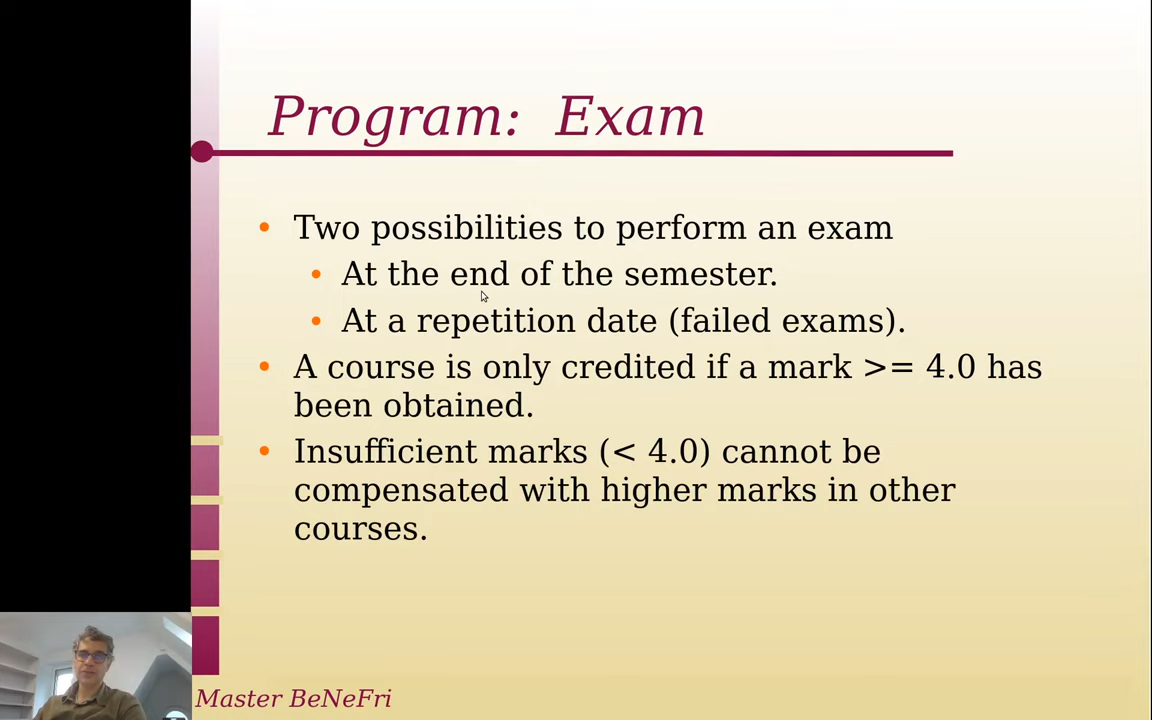 Program: Exam
• Two possibilities to perform an exam
• At the end of the semester.
• At a repetition date (failed exams).
• A course is only credited if a mark >= 4.0 has
been obtained.
• Insufficient marks (< 4.0) cannot be
compensated with higher marks in other
courses.
Master BeNeFri